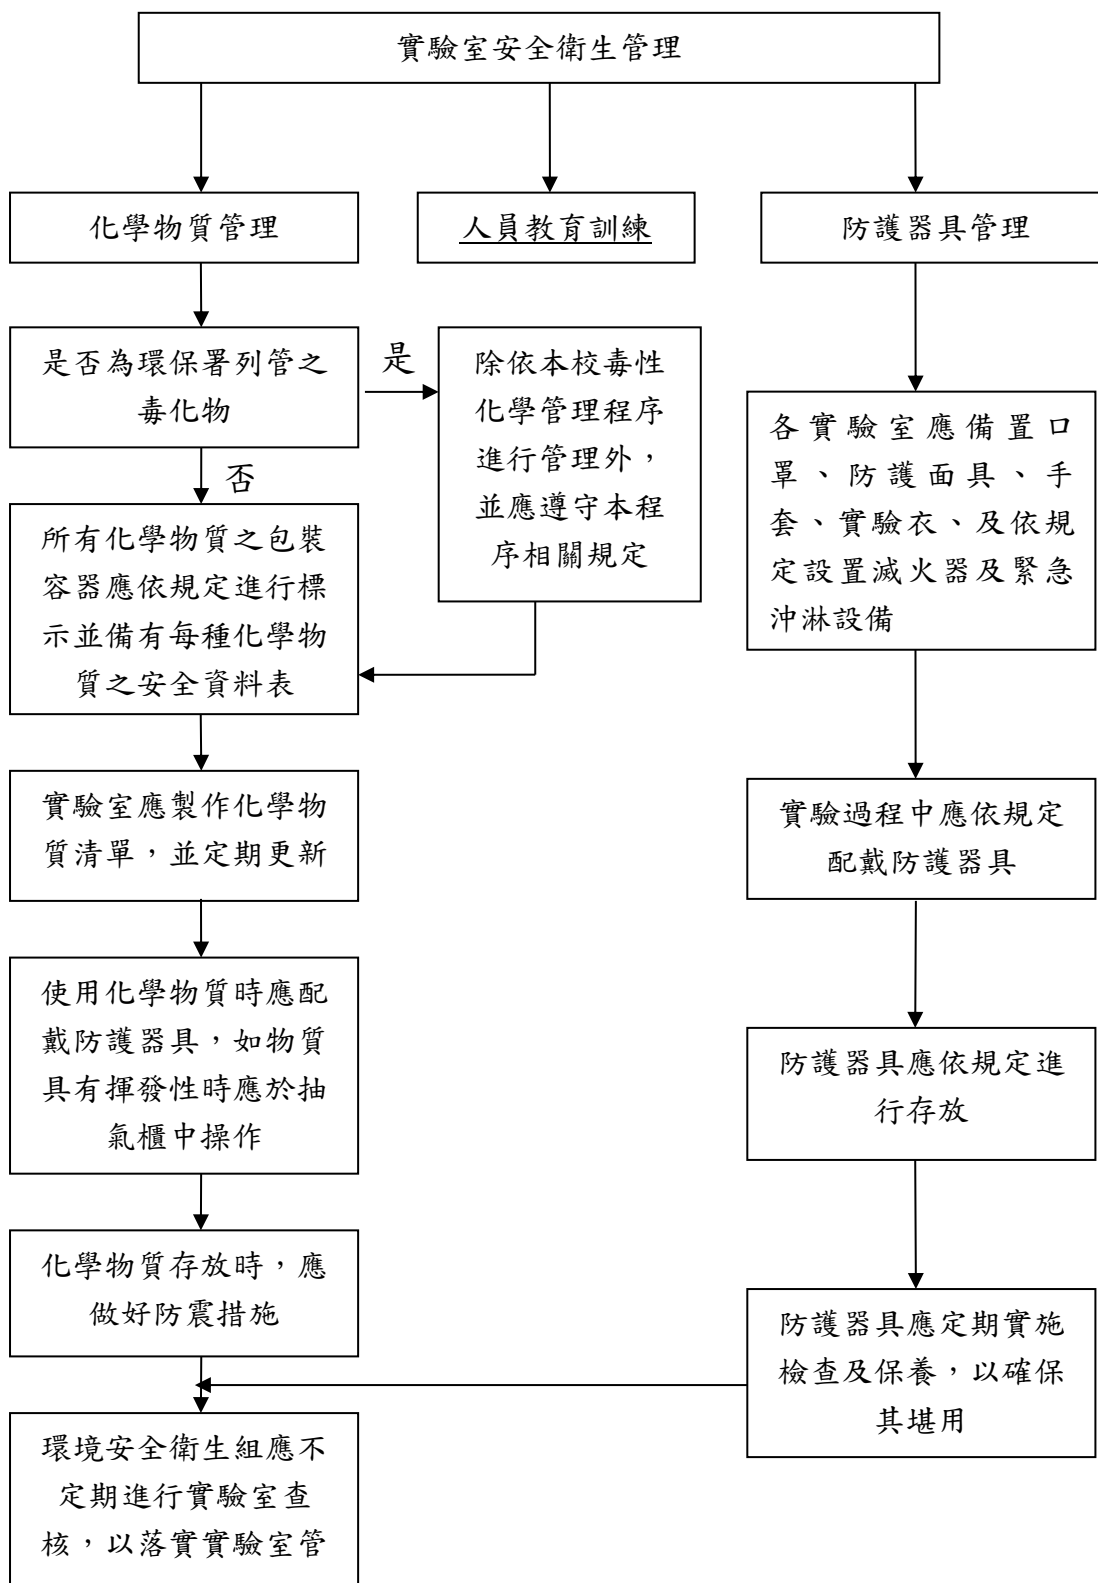 實驗室安全衛生管理
化學物質管理
人員教育訓練
防護器具管理
是否為環保署列管之
毒化物
是
否
除依本校毒性
化學管理程序
進行管理外，
並應遵守本程
序相關規定
所有化學物質之包裝
容器應依規定進行標
示並備有每種化學物
質之安全資料表
實驗室應製作化學物
質清單，並定期更新
使用化學物質時應配
戴防護器具，如物質
具有揮發性時應於抽
氣櫃中操作
化學物質存放時，應
做好防震措施
環境安全衛生組應不
定期進行實驗室查
核，以落實實驗室管
各實驗室應備置口
罩、防護面具、手
套、實驗衣、及依規
定設置滅火器及緊急
沖淋設備
實驗過程中應依規定
配戴防護器具
防護器具應依規定進
行存放
防護器具應定期實施
檢查及保養，以確保
其堪用